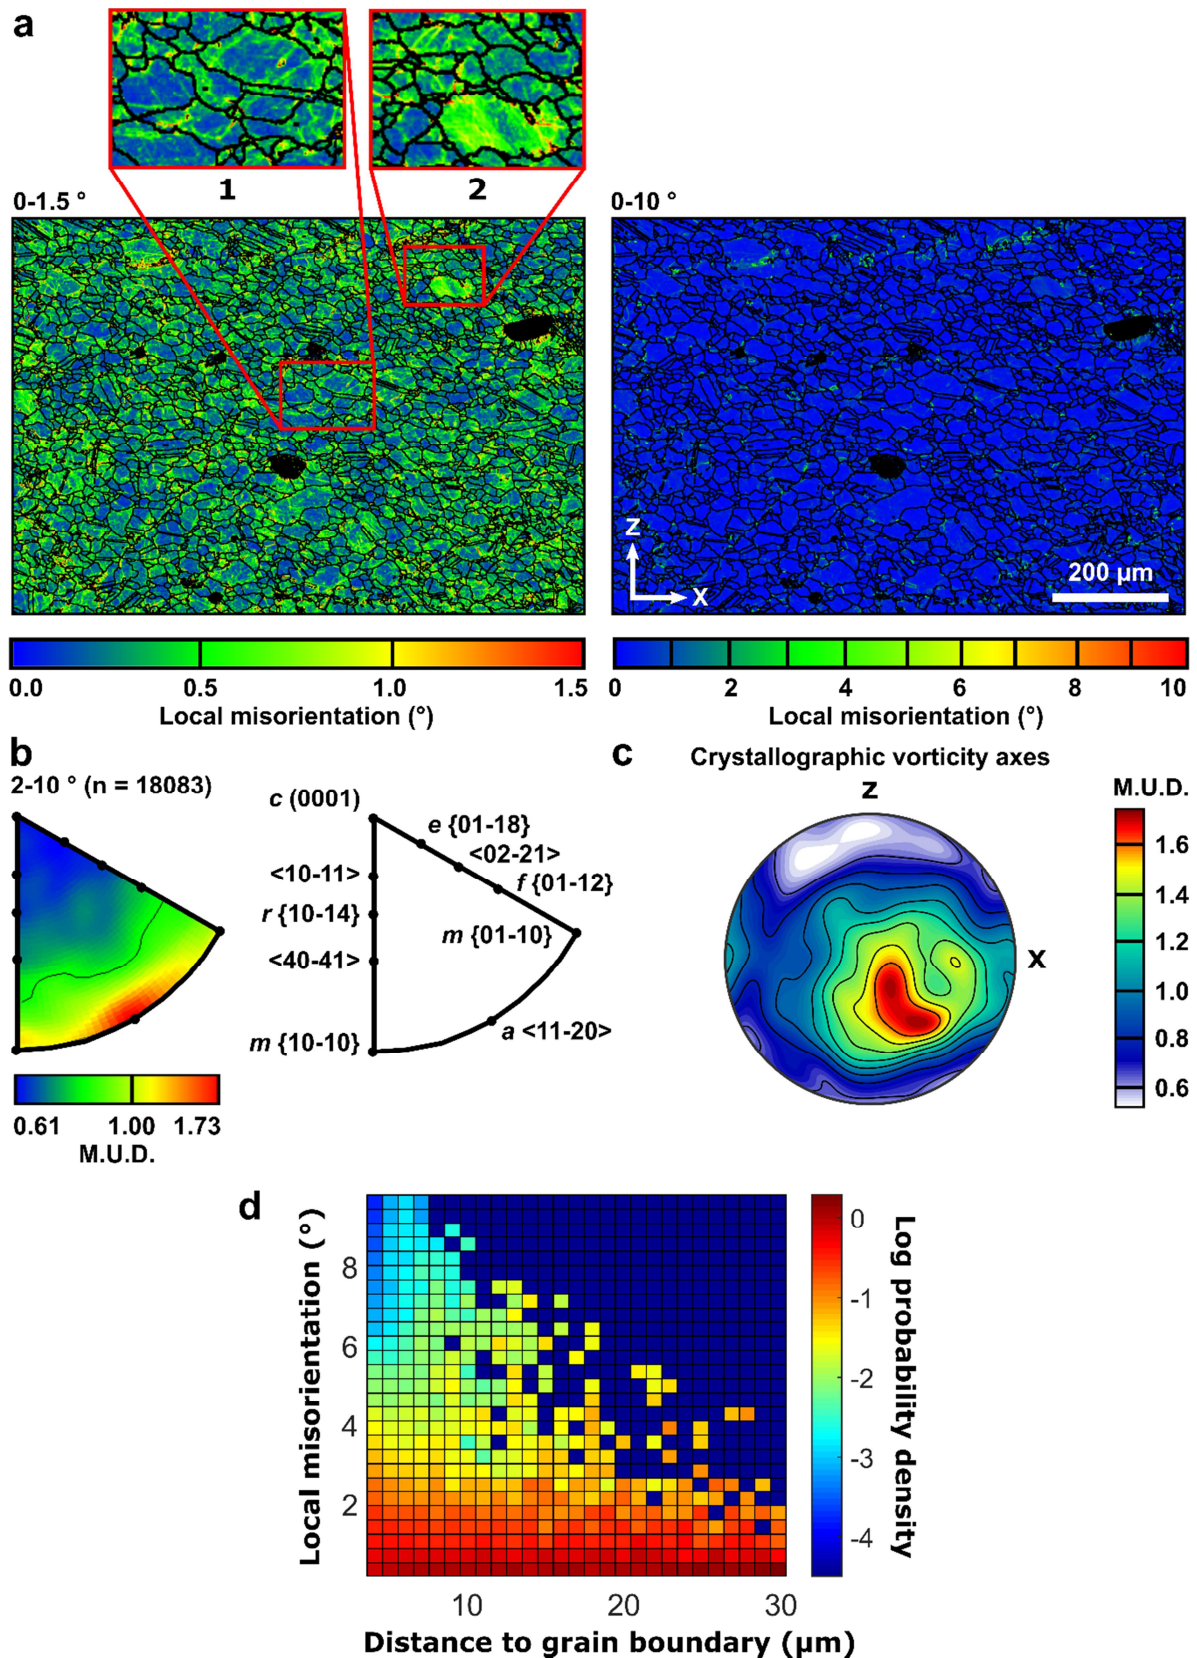 a
1
2
0-1.5 °
0-10 °
Z
X
200 µm
0.0 0.5 1.0 1.5
Local misorientation (°)
0 2 4 6 8 10
Local misorientation (°)
b
2-10 ° (n = 18083)
0.61 1.00 1.73
M.U.D.
c (0001)
e {01-18}
<02-21>
<10-11>
f {01-12}
r {10-14}
m {01-10}
<40-41>
m {10-10}
a <11-20>
c
Crystallographic vorticity axes
Z
X
M.U.D.
1.6
1.4
1.2
1.0
0.8
0.6
d
Local misorientation (°)
8
6
4
2
10 20 30
Distance to grain boundary (µm)
0
-1
-2
-3
-4
Log probability density